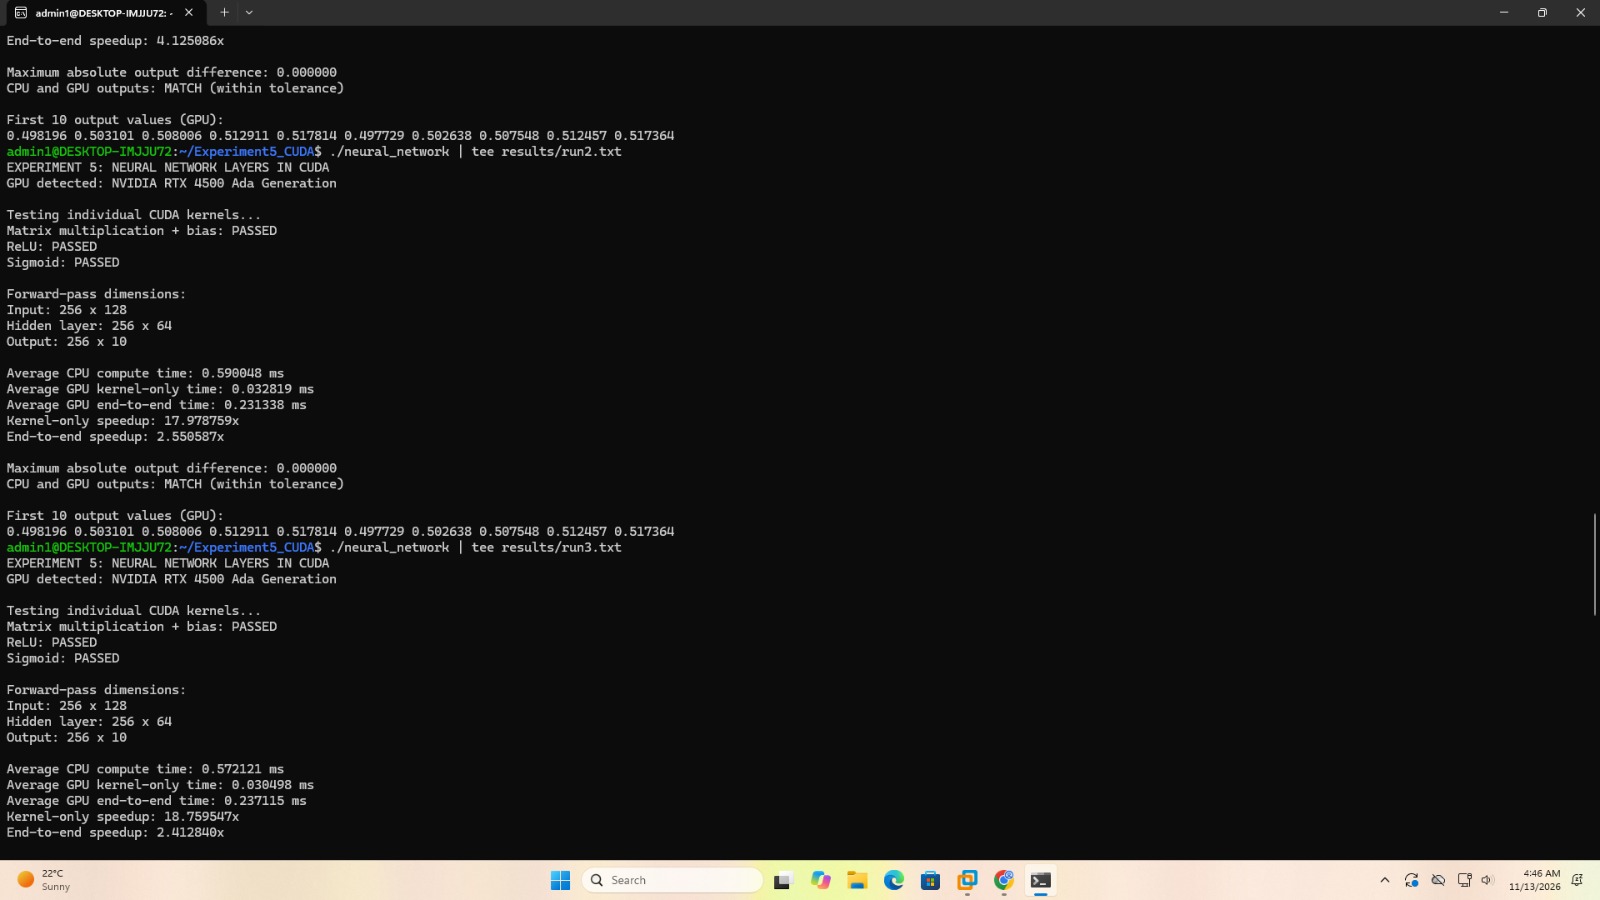 admin1@DESKTOP-IMJJU72: ~
End-to-end speedup: 4.125086x
Maximum absolute output difference: 0.000000
CPU and GPU outputs: MATCH (within tolerance)
First 10 output values (GPU):
0.498196 0.503101 0.508006 0.512911 0.517814 0.497729 0.502638 0.507548 0.512457 0.517364
admin1@DESKTOP-IMJJU72:~/Experiment5_CUDA$ ./neural_network | tee results/run2.txt
EXPERIMENT 5: NEURAL NETWORK LAYERS IN CUDA
GPU detected: NVIDIA RTX 4500 Ada Generation
Testing individual CUDA kernels...
Matrix multiplication + bias: PASSED
ReLU: PASSED
Sigmoid: PASSED
Forward-pass dimensions:
Input: 256 x 128
Hidden layer: 256 x 64
Output: 256 x 10
Average CPU compute time: 0.590048 ms
Average GPU kernel-only time: 0.032819 ms
Average GPU end-to-end time: 0.231338 ms
Kernel-only speedup: 17.978759x
End-to-end speedup: 2.550587x
Maximum absolute output difference: 0.000000
CPU and GPU outputs: MATCH (within tolerance)
First 10 output values (GPU):
0.498196 0.503101 0.508006 0.512911 0.517814 0.497729 0.502638 0.507548 0.512457 0.517364
admin1@DESKTOP-IMJJU72:~/Experiment5_CUDA$ ./neural_network | tee results/run3.txt
EXPERIMENT 5: NEURAL NETWORK LAYERS IN CUDA
GPU detected: NVIDIA RTX 4500 Ada Generation
Testing individual CUDA kernels...
Matrix multiplication + bias: PASSED
ReLU: PASSED
Sigmoid: PASSED
Forward-pass dimensions:
Input: 256 x 128
Hidden layer: 256 x 64
Output: 256 x 10
Average CPU compute time: 0.572121 ms
Average GPU kernel-only time: 0.030498 ms
Average GPU end-to-end time: 0.237115 ms
Kernel-only speedup: 18.759547x
End-to-end speedup: 2.412840x
22°C
Sunny
Search
4:46 AM
11/13/2026